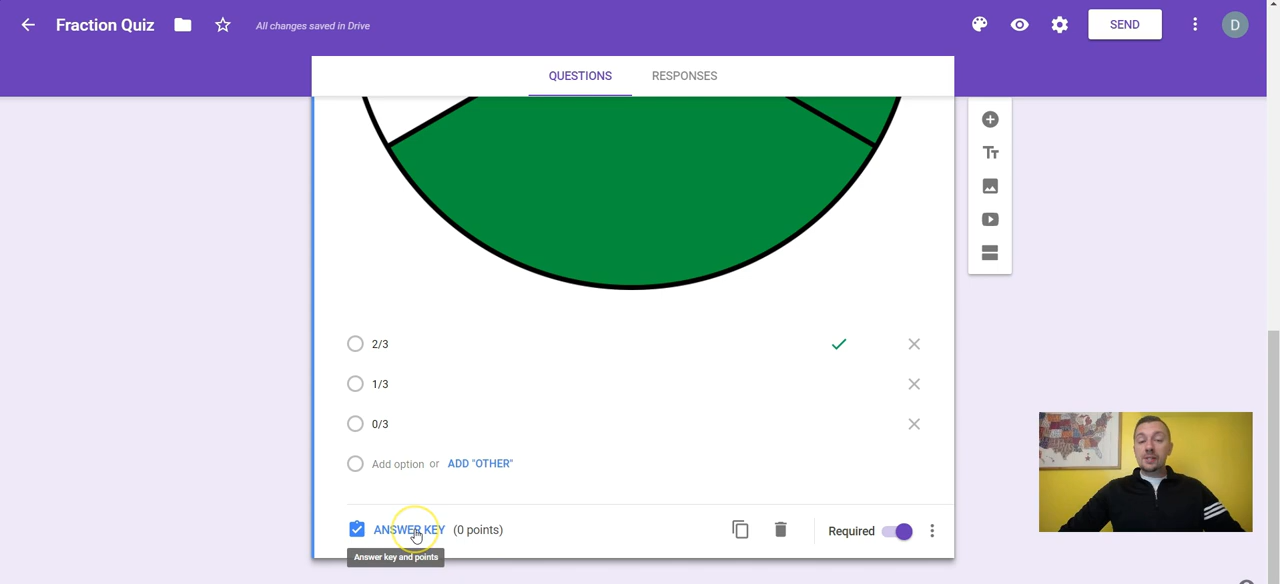 Fraction Quiz
All changes saved in Drive
SEND
D
QUESTIONS
RESPONSES
Tт
2/3
1/3
0/3
Add option or ADD "OTHER"
ANSWER KEY (0 points)
Required
Answer key and points